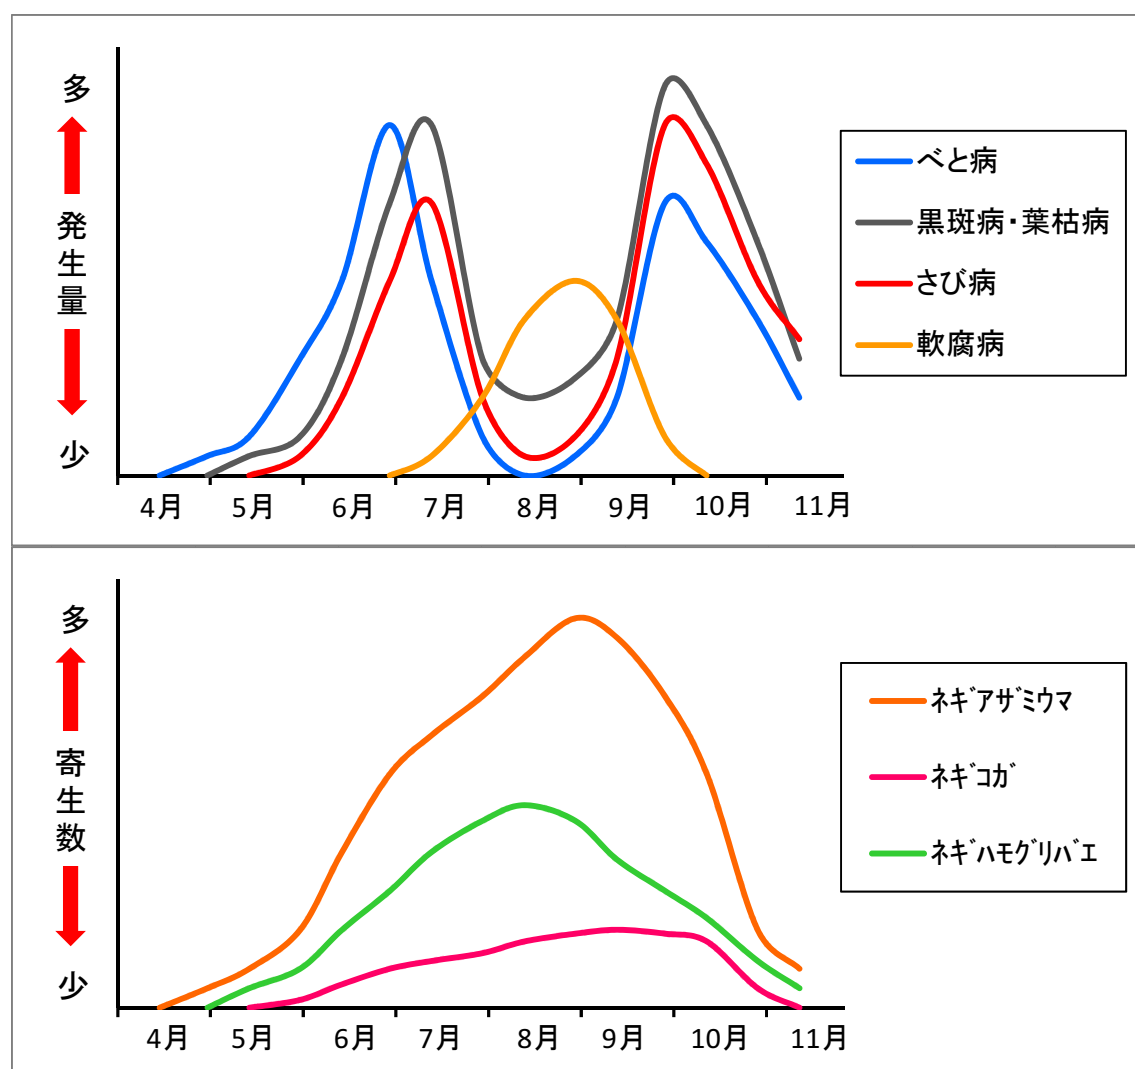 多
発生量
少
べと病
黒斑病・葉枯病
さび病
軟腐病
4月 5月 6月 7月 8月 9月 10月 11月
多
寄生数
少
ﾈｷﾞｱｻﾞﾐｳﾏ
ﾈｷﾞｺｶﾞ
ﾈｷﾞﾊﾓｸﾞﾘﾊﾞｴ
4月 5月 6月 7月 8月 9月 10月 11月